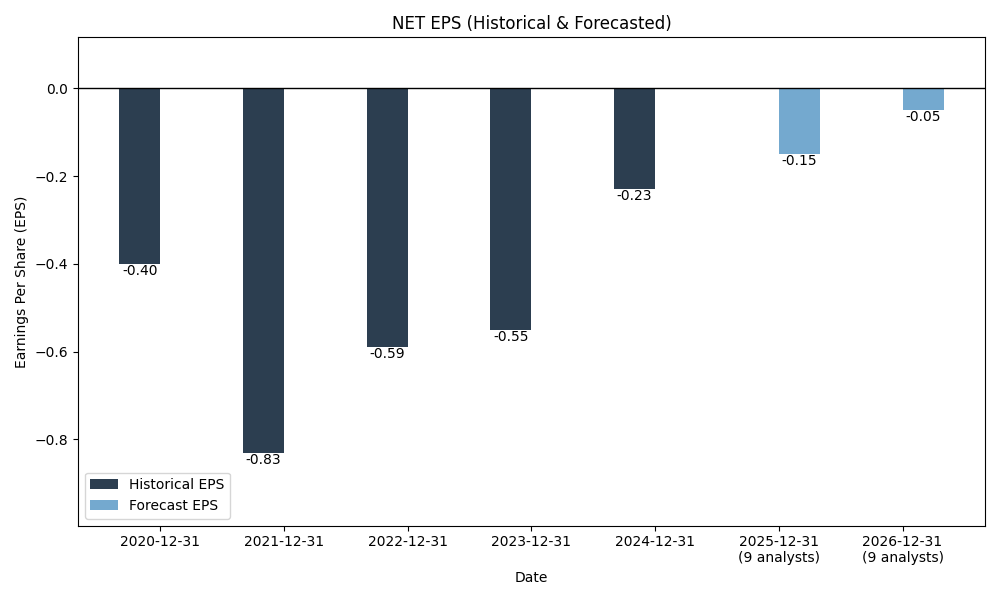 NET EPS (Historical & Forecasted)
Earnings Per Share (EPS)
0.0
−0.2
−0.4
−0.6
−0.8
-0.40
-0.83
-0.59
-0.55
-0.23
-0.15
-0.05
Historical EPS
Forecast EPS
2020-12-31
2021-12-31
2022-12-31
2023-12-31
2024-12-31
2025-12-31
(9 analysts)
2026-12-31
(9 analysts)
Date